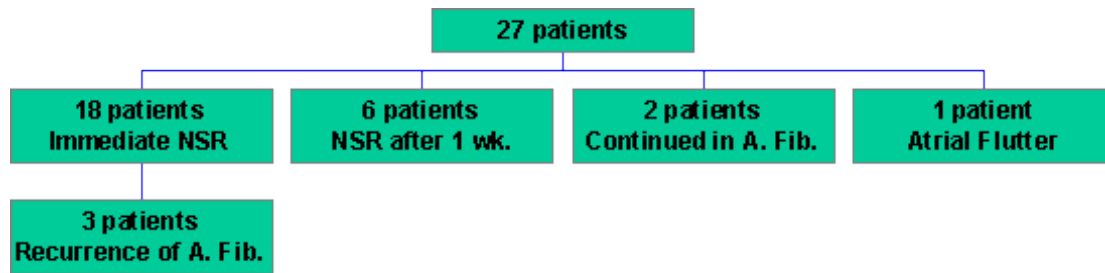 27 patients
18 patients
Immediate NSR
6 patients
NSR after 1 wk.
2 patients
Continued in A. Fib.
1 patient
Atrial Flutter
3 patients
Recurrence of A. Fib.